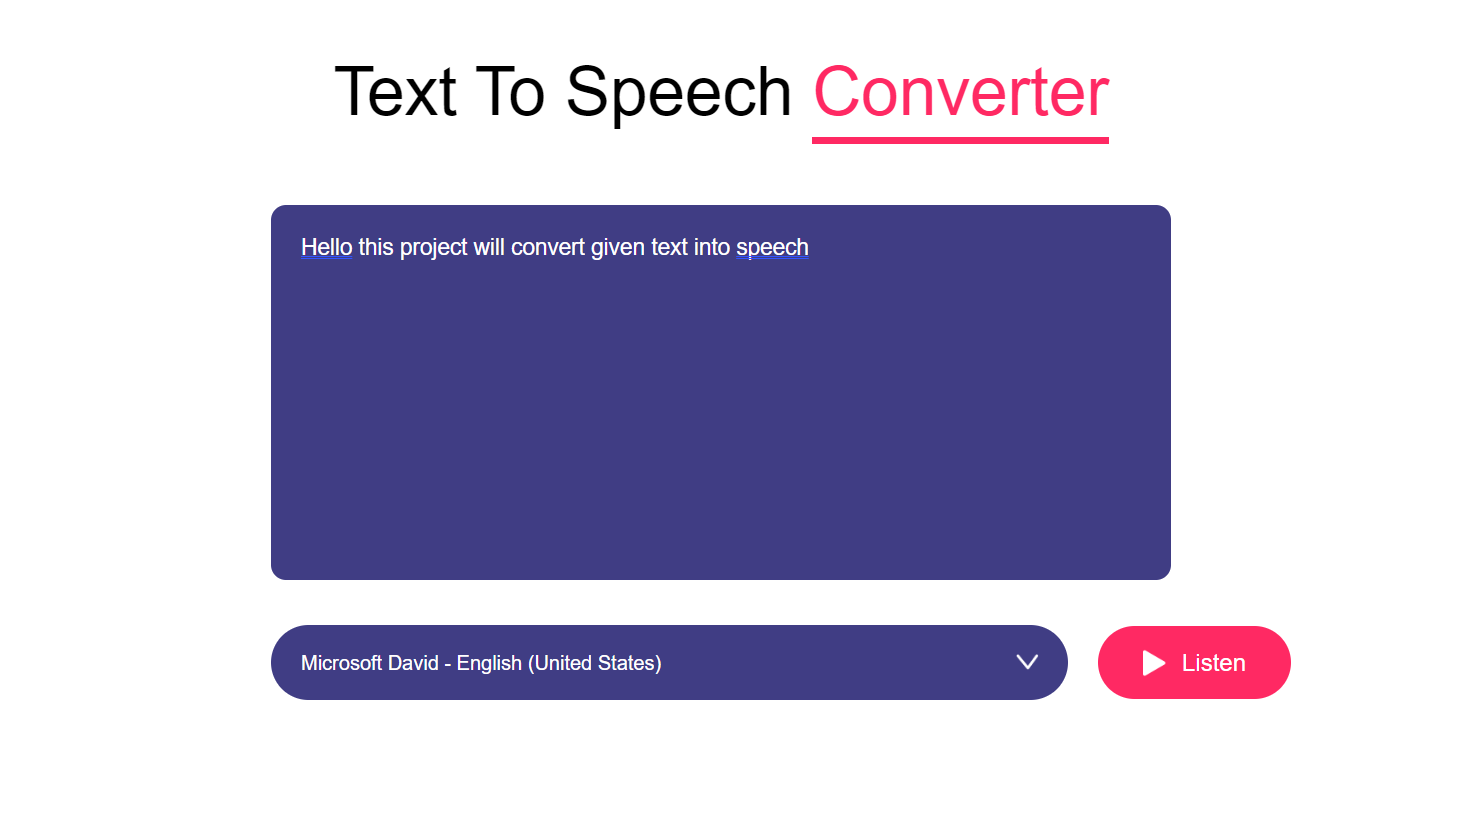 Text To Speech Converter
Hello this project will convert given text into speech
Microsoft David - English (United States)
Listen